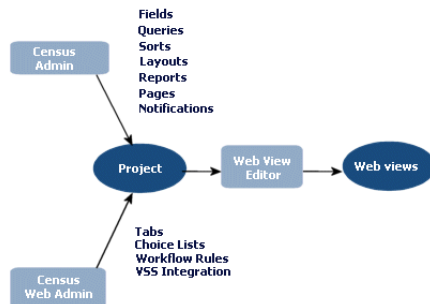 Fields
Queries
Sorts
Layouts
Reports
Pages
Notifications
Census
Admin
Project
Web View
Editor
Web views
Tabs
Choice Lists
Workflow Rules
VSS Integration
Census
Web Admin